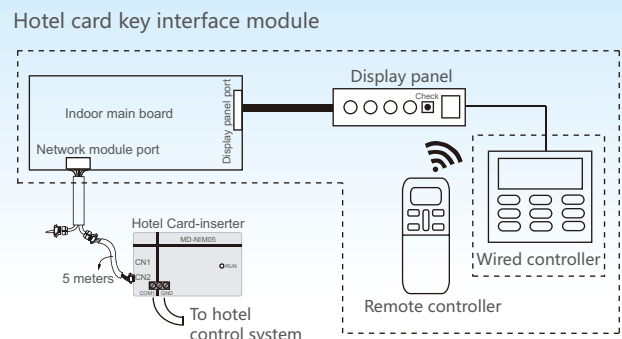 Hotel card key interface module
Display panel
Check
Display panel port
Indoor main board
Network module port
Hotel Card-inserter
MD-NIM05
CN1
RUN
5 meters
CN2
COM1 GND
Wired controller
Remote controller
To hotel
control system